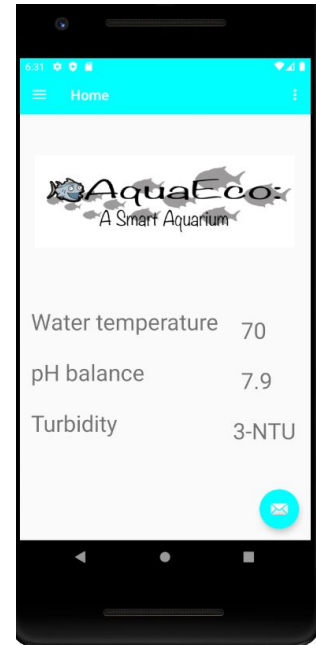 6:31
Home
AquaEco:
A Smart Aquarium
Water temperature 70
pH balance 7.9
Turbidity 3-NTU